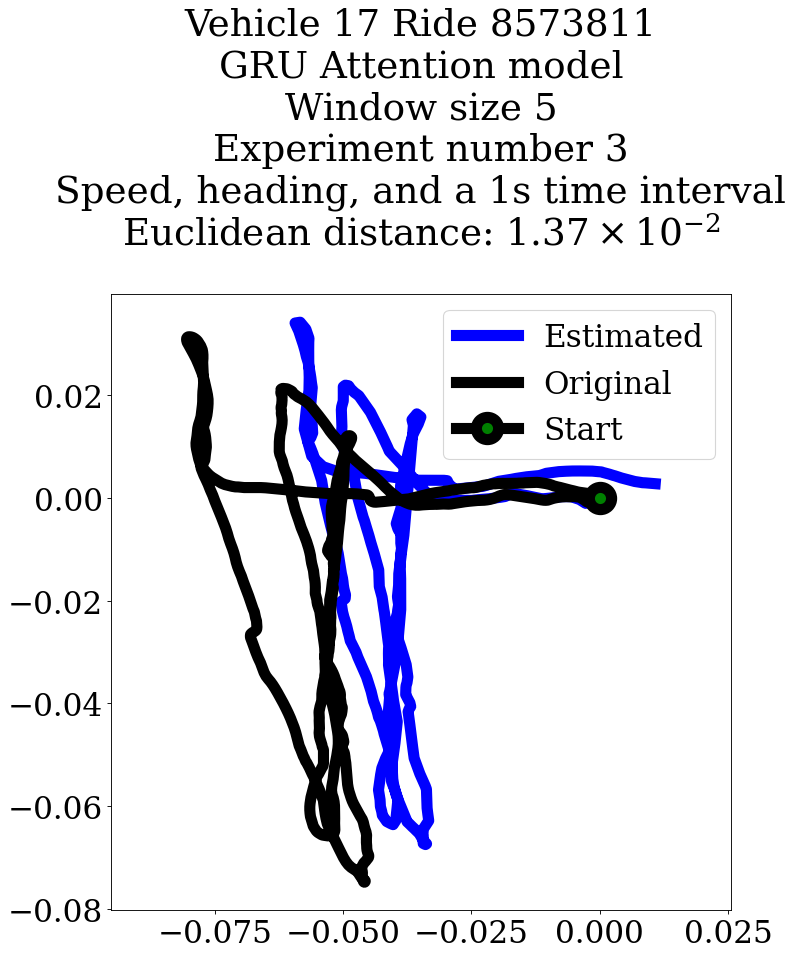 Vehicle 17 Ride 8573811
GRU Attention model
Window size 5
Experiment number 3
Speed, heading, and a 1s time interval
Euclidean distance: 1.37 × 10⁻²
Estimated
Original
Start
0.02
0.00
−0.02
−0.04
−0.06
−0.08
−0.075 −0.050 −0.025 0.000 0.025